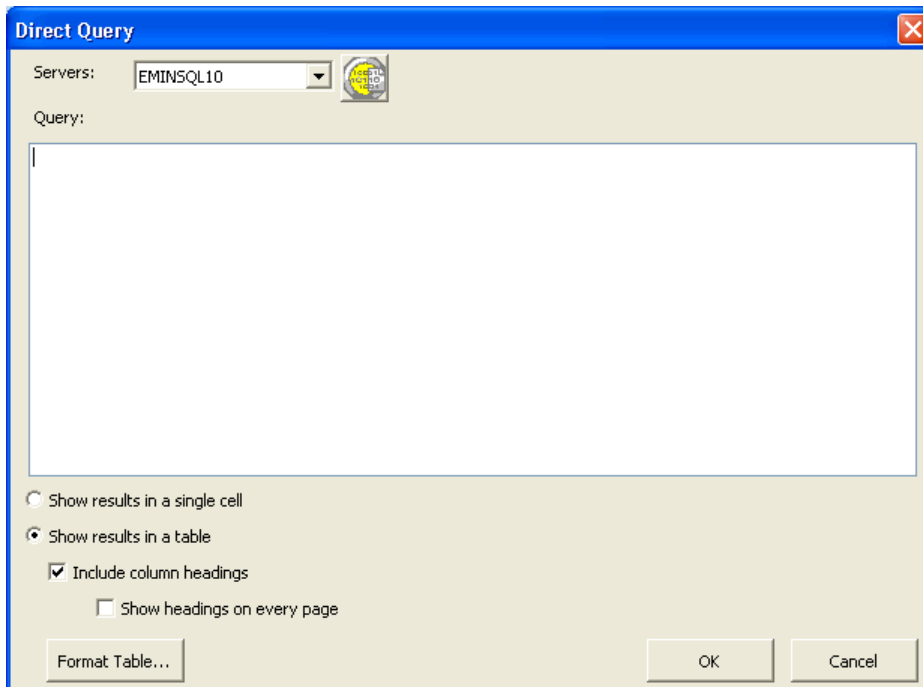 Direct Query
Servers: EMINSQL10
Query:
Show results in a single cell
Show results in a table
Include column headings
Show headings on every page
Format Table... OK Cancel